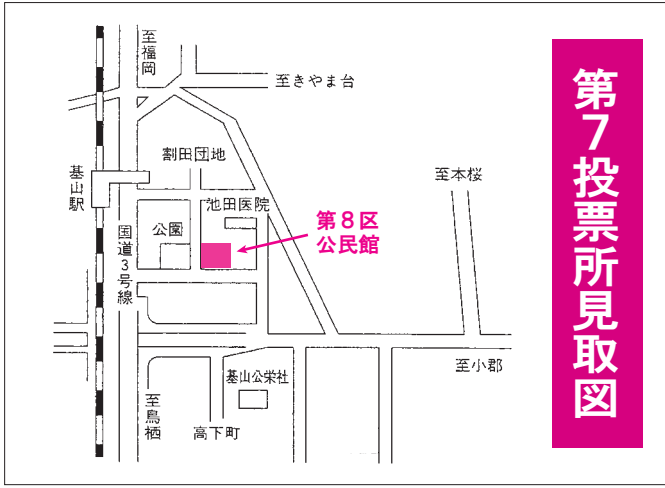 第7投票所見取図
至福岡
至きやま台
割田団地
基山駅
池田医院
至本桜
公園
第8区
公民館
国道3号線
至小郡
基山公栄社
至鳥栖
高下町